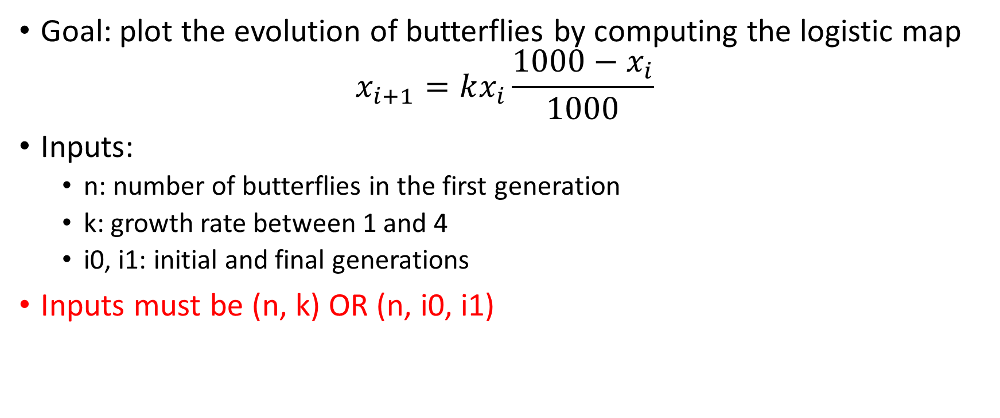 • Goal: plot the evolution of butterflies by computing the logistic map
x_{i+1} = kx_i \frac{1000 − x_i}{1000}
• Inputs:
• n: number of butterflies in the first generation
• k: growth rate between 1 and 4
• i0, i1: initial and final generations
• Inputs must be (n, k) OR (n, i0, i1)